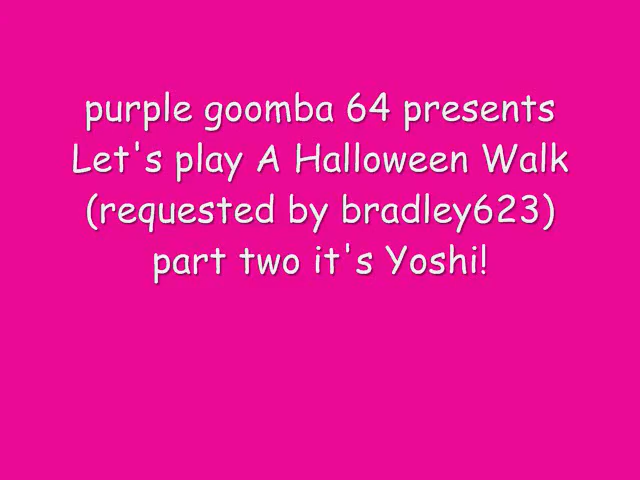 purple goomba 64 presents
Let's play A Halloween Walk
(requested by bradley623)
part two it's Yoshi!